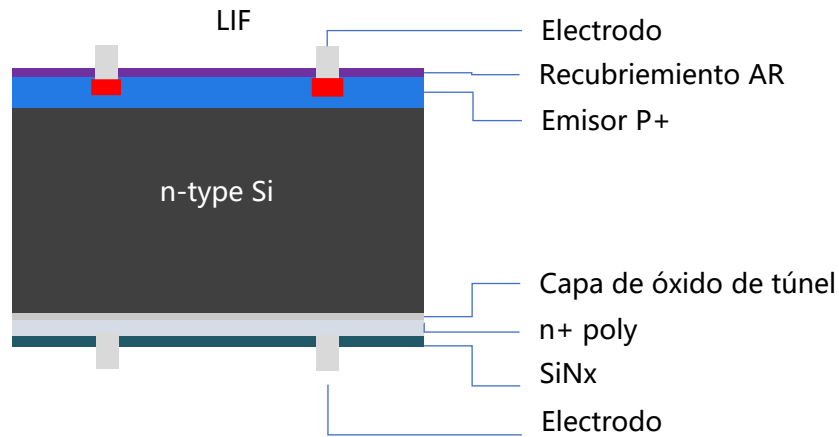 LIF
Electrodo
Recubriemiento AR
Emisor P+
n-type Si
Capa de óxido de túnel
n+ poly
SiNx
Electrodo